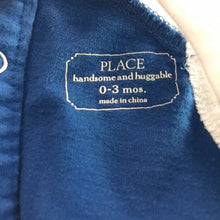 PLACE
handsome and huggable
0-3 mos.
made in china